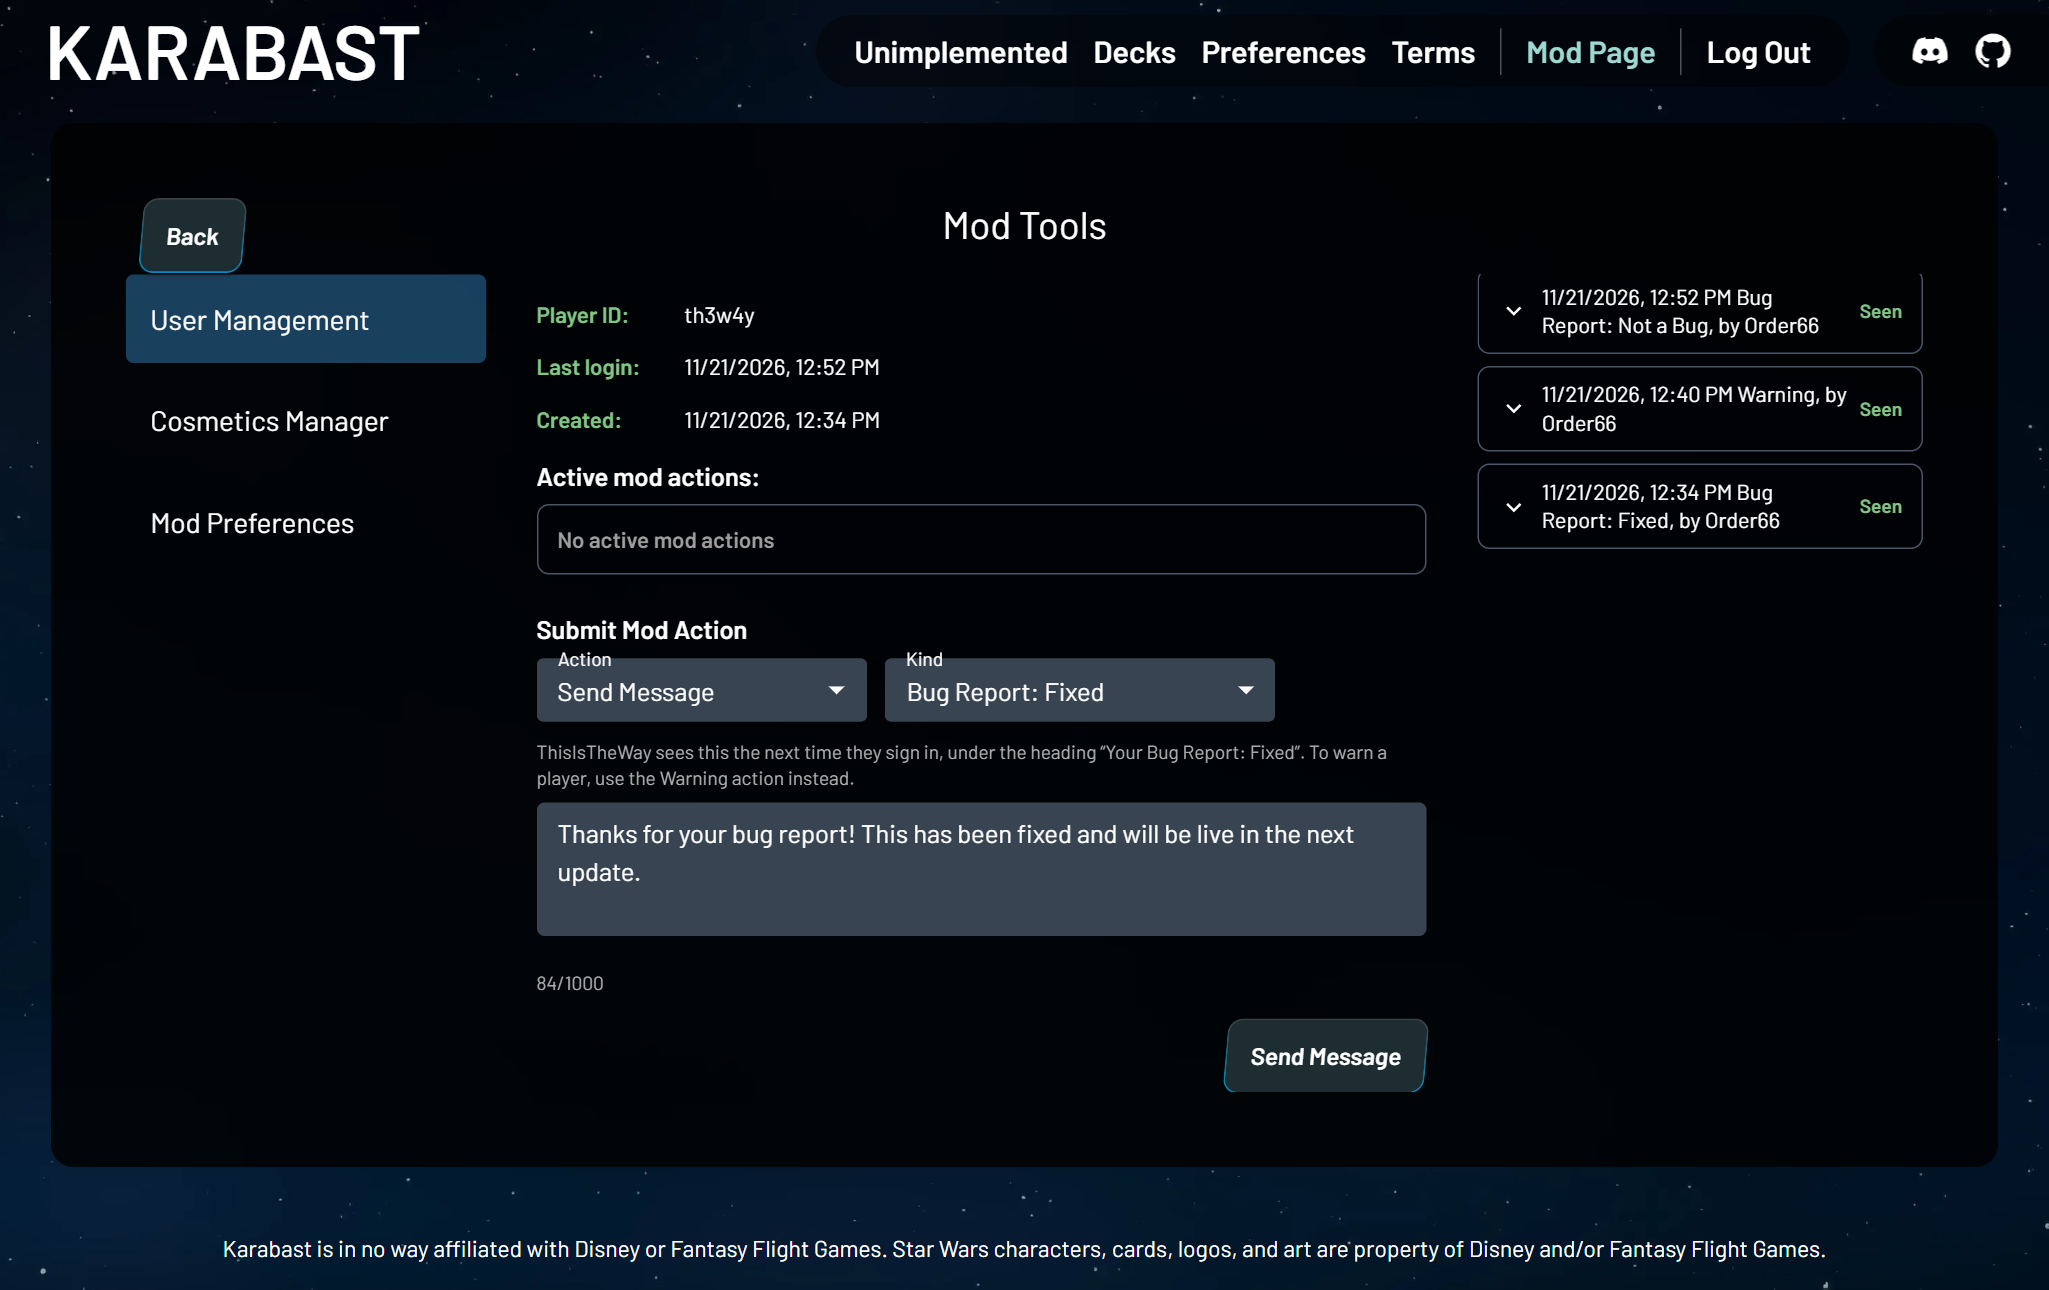 KARABAST
Unimplemented Decks Preferences Terms Mod Page Log Out
Back
Mod Tools
User Management
Cosmetics Manager
Mod Preferences
Player ID: th3w4y
Last login: 11/21/2026, 12:52 PM
Created: 11/21/2026, 12:34 PM
Active mod actions:
No active mod actions
Submit Mod Action
Action
Send Message
Kind
Bug Report: Fixed
ThisIsTheWay sees this the next time they sign in, under the heading “Your Bug Report: Fixed”. To warn a
player, use the Warning action instead.
Thanks for your bug report! This has been fixed and will be live in the next
update.
84/1000
Send Message
11/21/2026, 12:52 PM Bug
Report: Not a Bug, by Order66
Seen
11/21/2026, 12:40 PM Warning, by
Order66
Seen
11/21/2026, 12:34 PM Bug
Report: Fixed, by Order66
Seen
Karabast is in no way affiliated with Disney or Fantasy Flight Games. Star Wars characters, cards, logos, and art are property of Disney and/or Fantasy Flight Games.